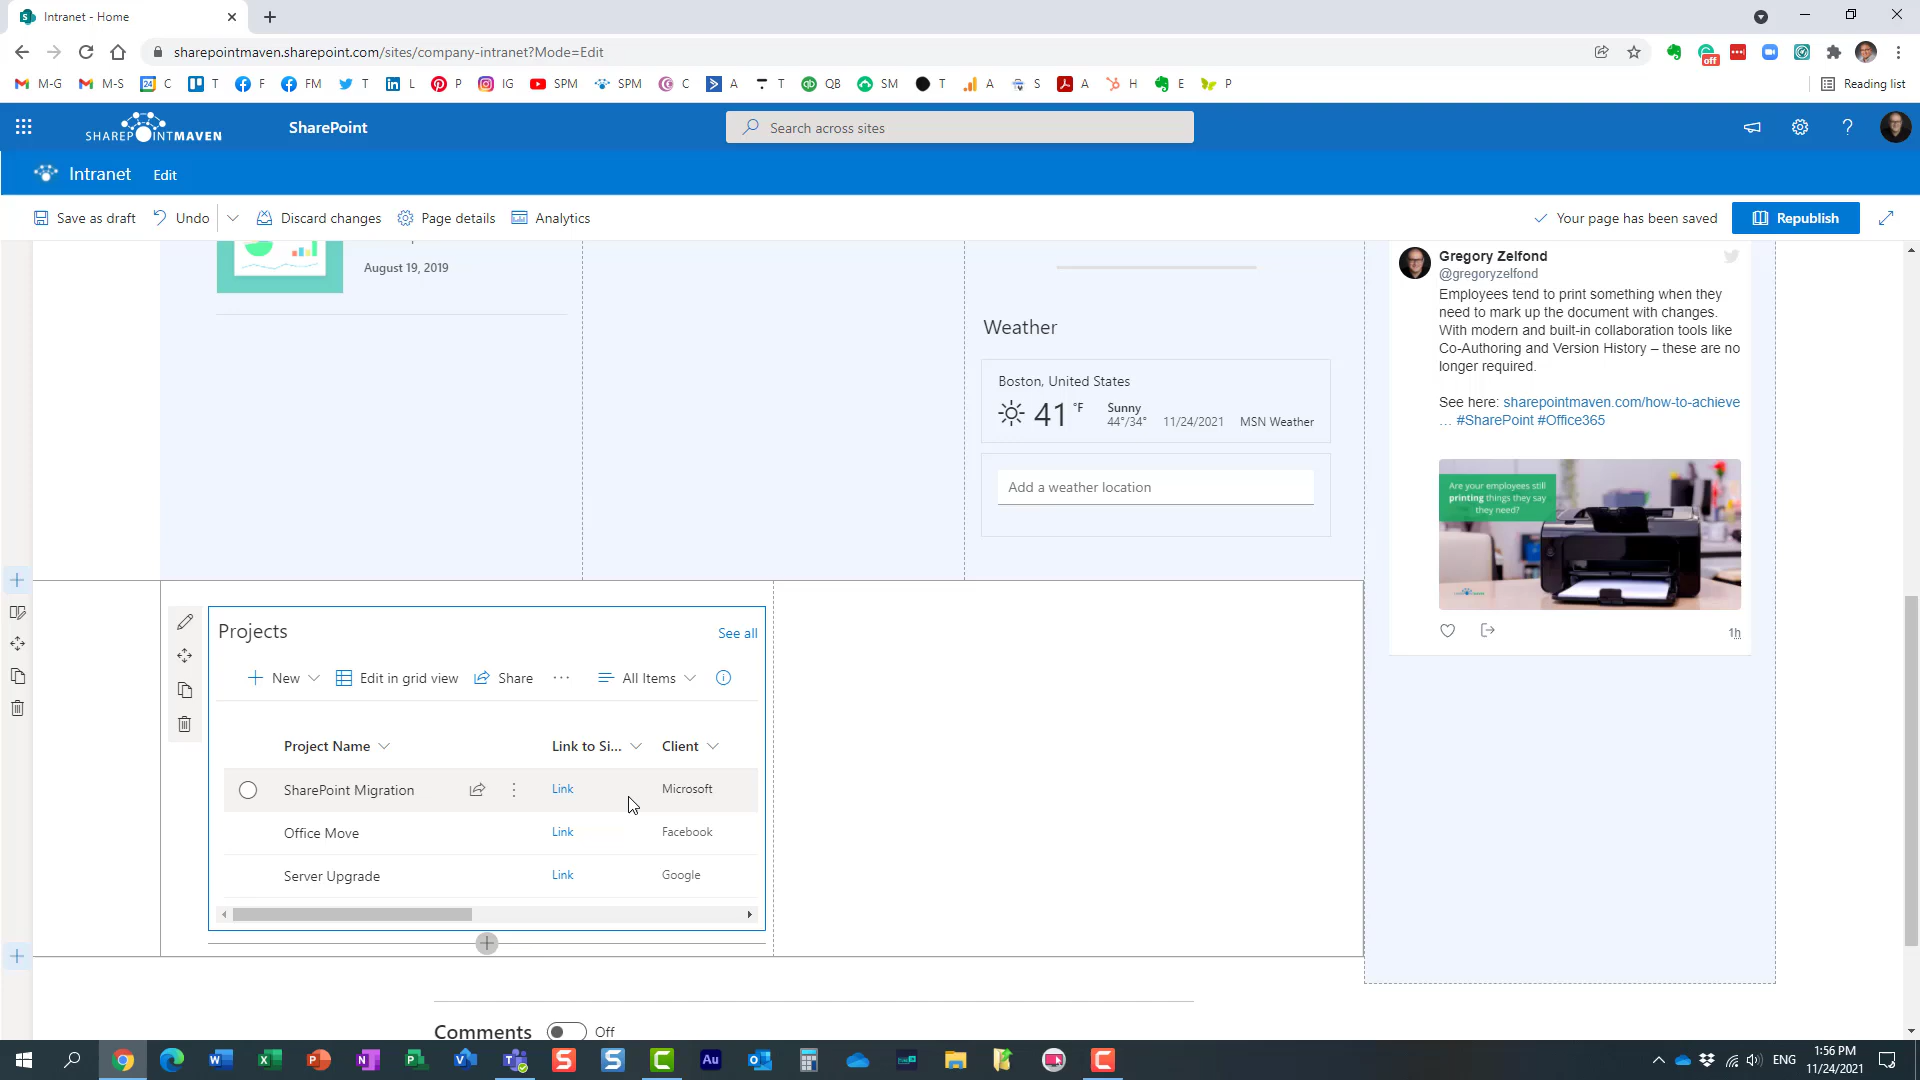 Intranet - Home
sharepointmaven.sharepoint.com/sites/company-intranet?Mode=Edit
M-G M-S 24 C T F FM T L P IG SPM SPM C A T QB SM T A S A H E P Reading list
off
SHAREPOINTMAVEN SharePoint Search across sites ?
Intranet Edit
Save as draft Undo Discard changes Page details Analytics Your page has been saved Republish
August 19, 2019
Weather
Boston, United States
41 °F Sunny
44°/34° 11/24/2021 MSN Weather
Add a weather location
Gregory Zelfond
@gregoryzelfond
Employees tend to print something when they
need to mark up the document with changes.
With modern and built-in collaboration tools like
Co-Authoring and Version History – these are no
longer required.
See here: sharepointmaven.com/how-to-achieve
… #SharePoint #Office365
Are your employees still
printing things they say
they need?
1h
Projects See all
New Edit in grid view Share ... All Items
Project Name Link to Si... Client
SharePoint Migration Link Microsoft
Office Move Link Facebook
Server Upgrade Link Google
Comments Off
ENG 1:56 PM
11/24/2021